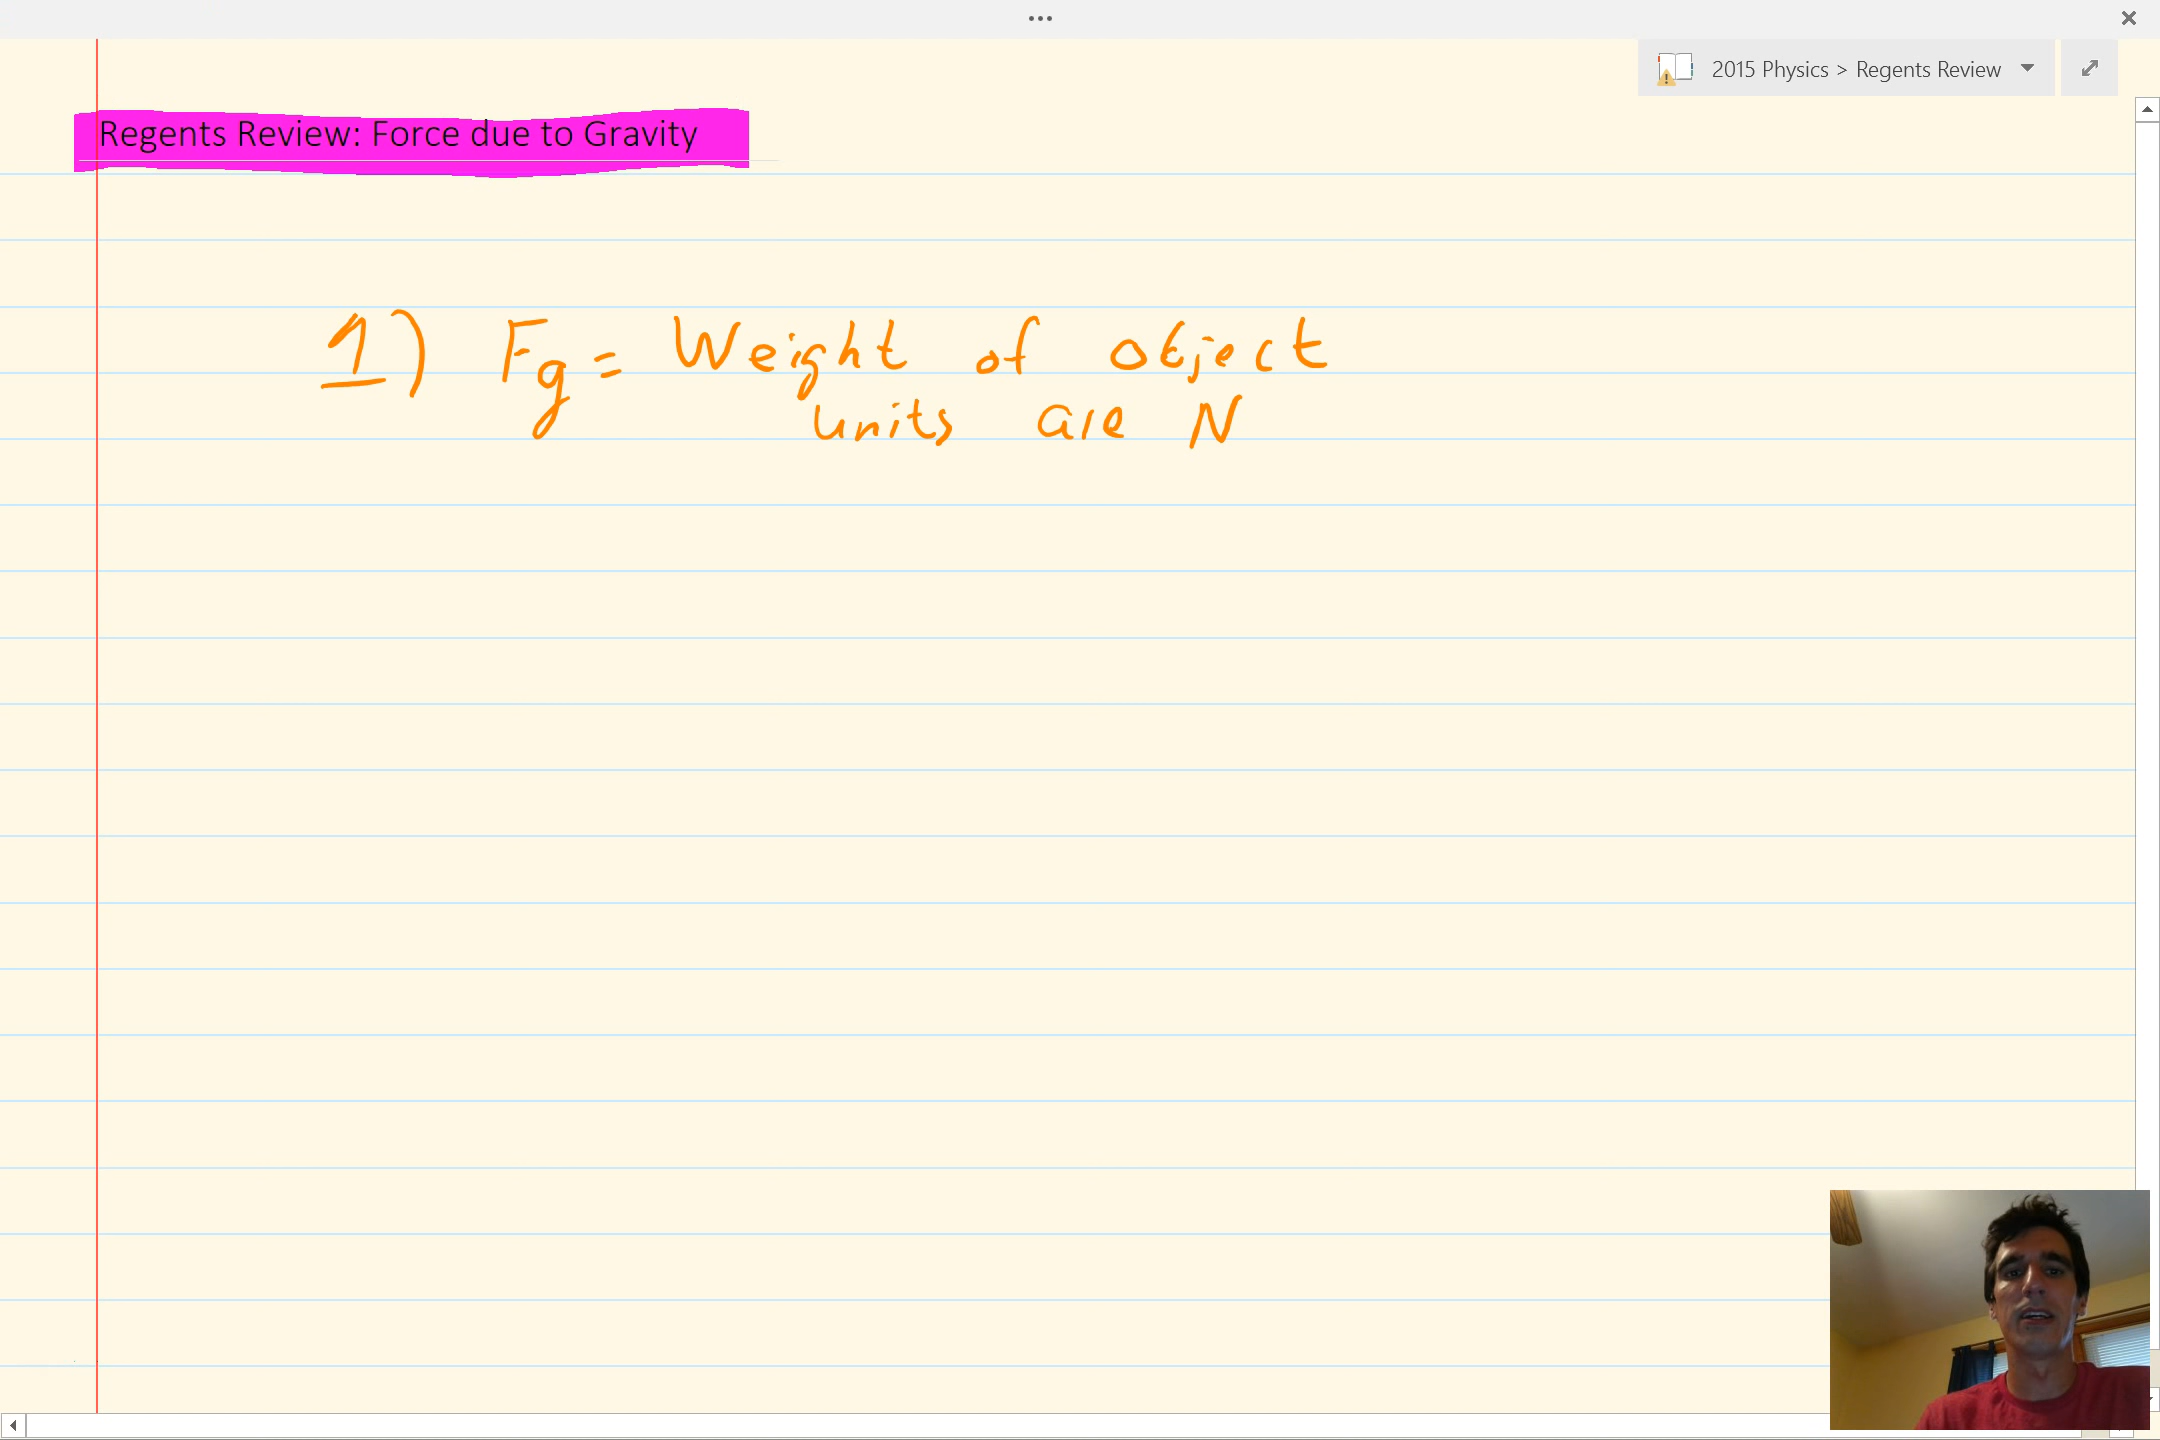 2015 Physics > Regents Review
Regents Review: Force due to Gravity
1) Fg = Weight of object
units are N